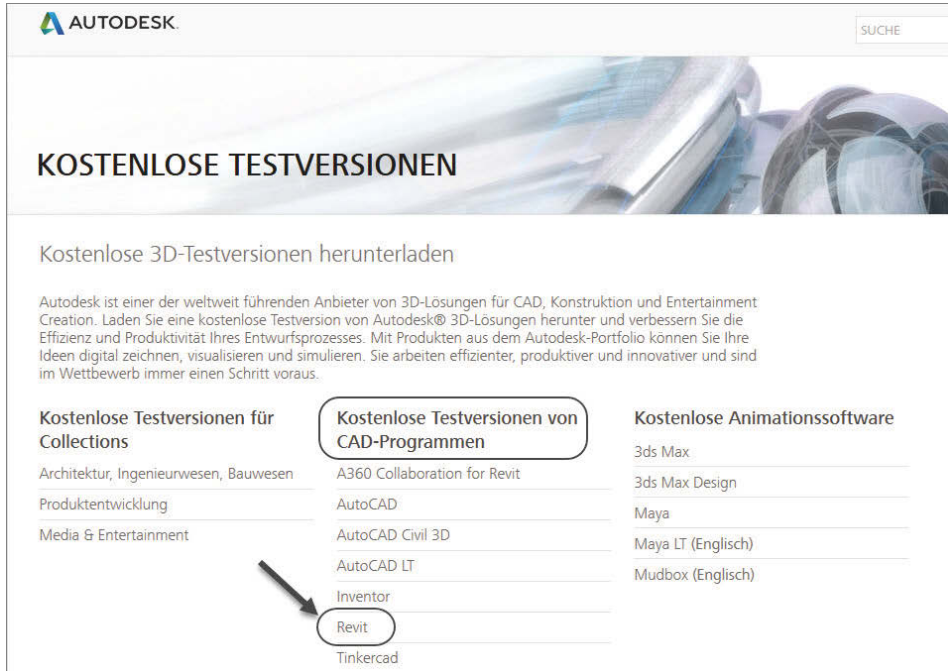 AUTODESK.
SUCHE
KOSTENLOSE TESTVERSIONEN
Kostenlose 3D-Testversionen herunterladen
Autodesk ist einer der weltweit führenden Anbieter von 3D-Lösungen für CAD, Konstruktion und Entertainment
Creation. Laden Sie eine kostenlose Testversion von Autodesk® 3D-Lösungen herunter und verbessern Sie die
Effizienz und Produktivität Ihres Entwurfsprozesses. Mit Produkten aus dem Autodesk-Portfolio können Sie Ihre
Ideen digital zeichnen, visualisieren und simulieren. Sie arbeiten effizienter, produktiver und innovativer und sind
im Wettbewerb immer einen Schritt voraus.
Kostenlose Testversionen für
Collections
Architektur, Ingenieurwesen, Bauwesen
Produktentwicklung
Media & Entertainment
Kostenlose Testversionen von
CAD-Programmen
A360 Collaboration for Revit
AutoCAD
AutoCAD Civil 3D
AutoCAD LT
Inventor
Revit
Tinkercad
Kostenlose Animationssoftware
3ds Max
3ds Max Design
Maya
Maya LT (Englisch)
Mudbox (Englisch)